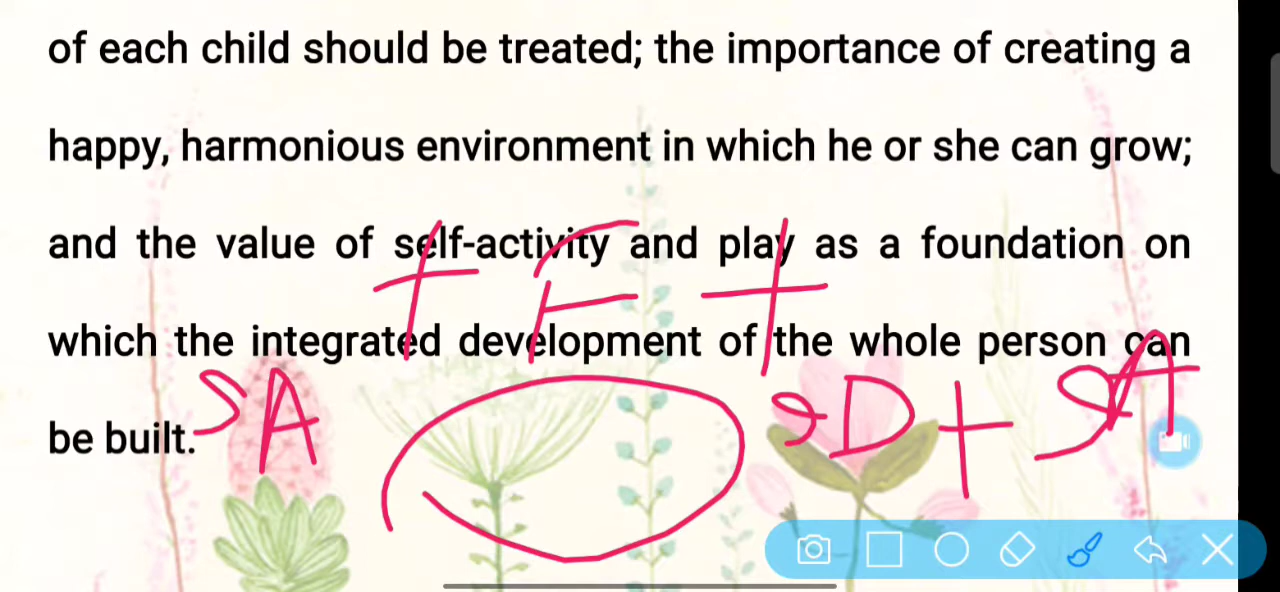 of each child should be treated; the importance of creating a
happy, harmonious environment in which he or she can grow;
and the value of self-activity and play as a foundation on
which the integrated development of the whole person can
be built.
+ F +
SA
D + SA